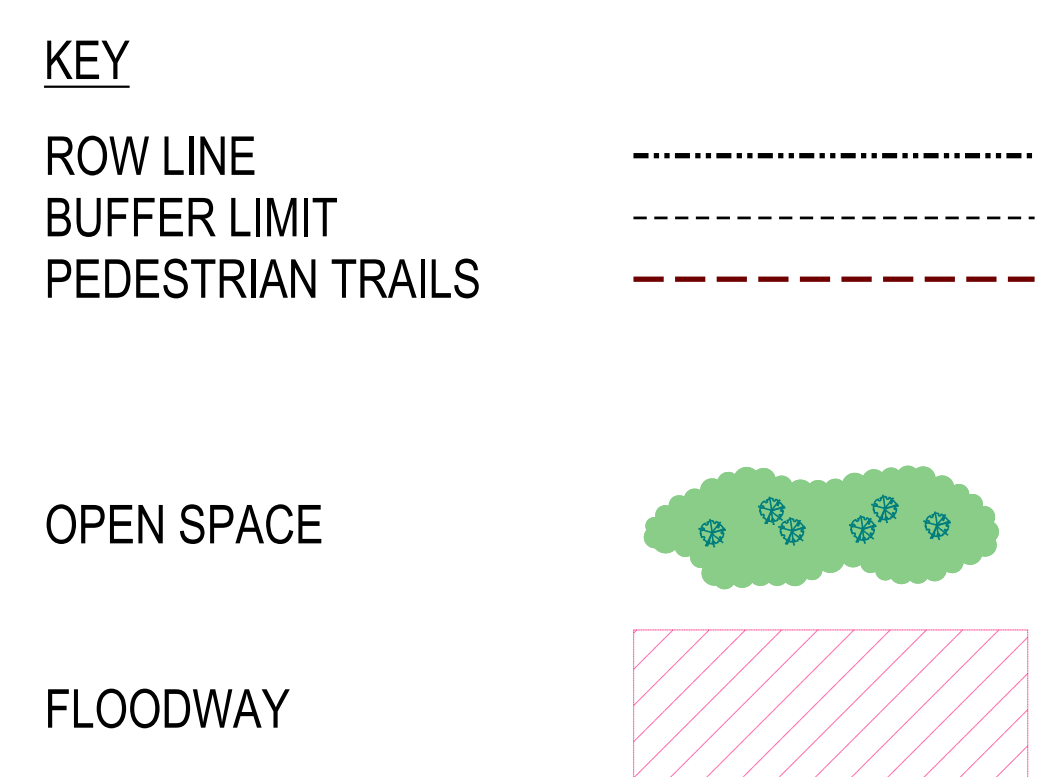 KEY
ROW LINE
BUFFER LIMIT
PEDESTRIAN TRAILS
OPEN SPACE
FLOODWAY